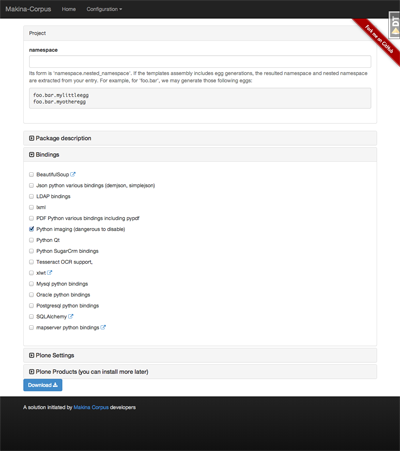 Makina-Corpus Home Configuration
Fork me on GitHub
DT
Project
namespace
Its form is 'namespace.nested_namespace'. If the templates assembly includes egg generations, the resulted namespace and nested namespace
are extracted from your entry. For example, for 'foo.bar', we may generate those following eggs:
foo.bar.mylittleegg
foo.bar.myotheregg
Package description
Bindings
BeautifulSoup
Json python various bindings (demjson, simplejson)
LDAP bindings
lxml
PDF Python various bindings including pypdf
Python imaging (dangerous to disable)
Python Qt
Python SugarCrm bindings
Tesseract OCR support,
xlwt
Mysql python bindings
Oracle python bindings
Postgresql python bindings
SQLAlchemy
mapserver python bindings
Plone Settings
Plone Products (you can install more later)
Download
A solution initiated by Makina Corpus developers